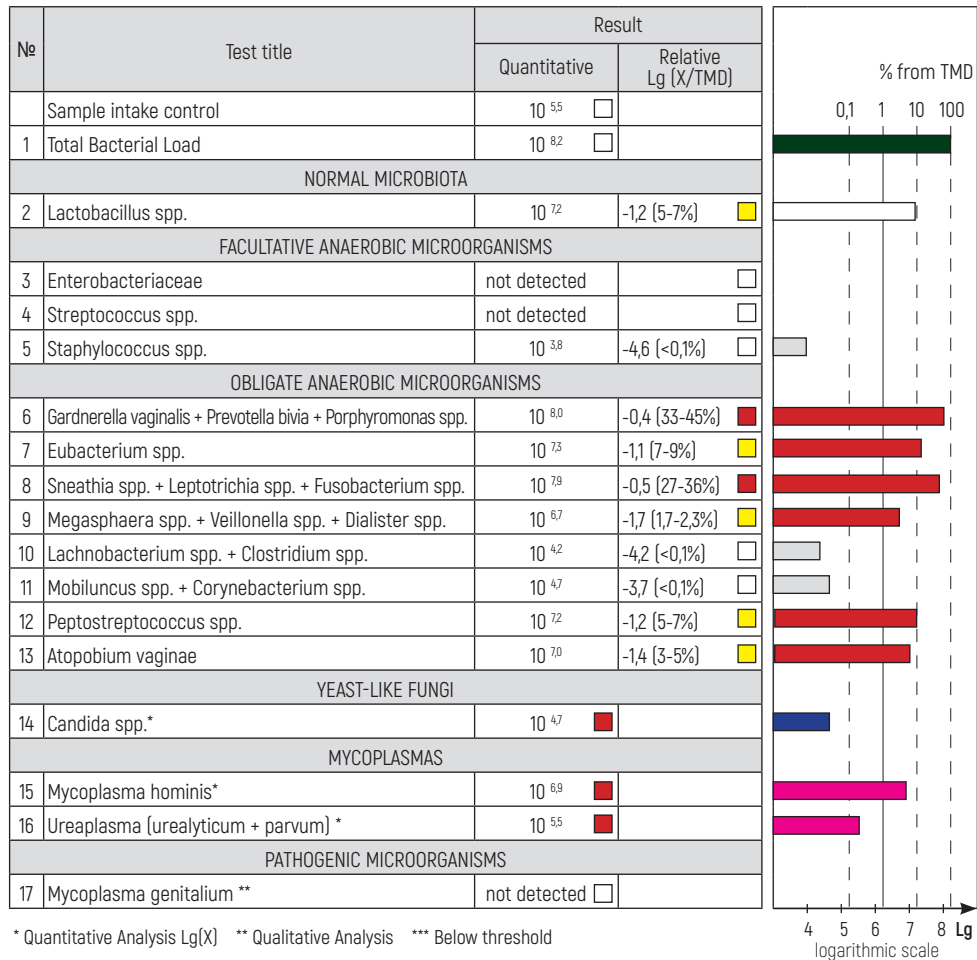 № Test title Result
Quantitative Relative Lg (X/TMD)
% from TMD
0,1 1 10 100
Sample intake control 10 5,5
1 Total Bacterial Load 10 8,2
NORMAL MICROBIOTA
2 Lactobacillus spp. 10 7,2 -1,2 (5-7%)
FACULTATIVE ANAEROBIC MICROORGANISMS
3 Enterobacteriaceae not detected
4 Streptococcus spp. not detected
5 Staphylococcus spp. 10 3,8 -4,6 (<0,1%)
OBLIGATE ANAEROBIC MICROORGANISMS
6 Gardnerella vaginalis + Prevotella bivia + Porphyromonas spp. 10 8,0 -0,4 (33-45%)
7 Eubacterium spp. 10 7,3 -1,1 (7-9%)
8 Sneathia spp. + Leptotrichia spp. + Fusobacterium spp. 10 7,9 -0,5 (27-36%)
9 Megasphaera spp. + Veillonella spp. + Dialister spp. 10 6,7 -1,7 (1,7-2,3%)
10 Lachnobacterium spp. + Clostridium spp. 10 4,2 -4,2 (<0,1%)
11 Mobiluncus spp. + Corynebacterium spp. 10 4,7 -3,7 (<0,1%)
12 Peptostreptococcus spp. 10 7,2 -1,2 (5-7%)
13 Atopobium vaginae 10 7,0 -1,4 (3-5%)
YEAST-LIKE FUNGI
14 Candida spp.* 10 4,7
MYCOPLASMAS
15 Mycoplasma hominis* 10 6,9
16 Ureaplasma (urealyticum + parvum) * 10 5,5
PATHOGENIC MICROORGANISMS
17 Mycoplasma genitalium ** not detected
4 5 6 7 8 Lg
logarithmic scale
* Quantitative Analysis Lg(X) ** Qualitative Analysis *** Below threshold